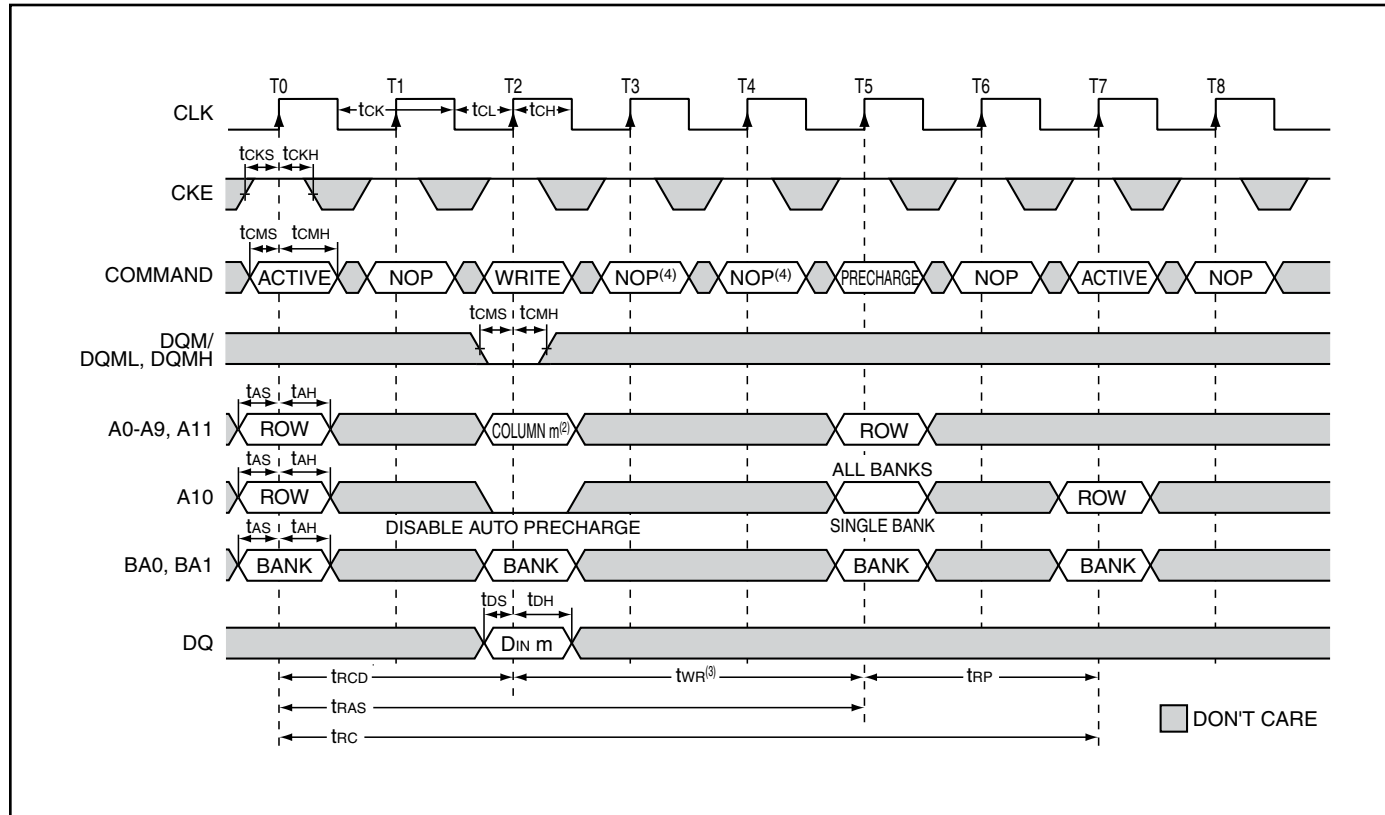 T0 T1 T2 T3 T4 T5 T6 T7 T8
CLK
tCK tCL tCH
tCKS tCKH
CKE
tCMS tCMH
COMMAND ACTIVE NOP WRITE NOP(4) NOP(4) PRECHARGE NOP ACTIVE NOP
tCMS tCMH
DQM/
DQML, DQMH
tAS tAH
A0-A9, A11 ROW COLUMN m(2) ROW
tAS tAH ALL BANKS
A10 ROW ROW
tAS tAH DISABLE AUTO PRECHARGE SINGLE BANK
BA0, BA1 BANK BANK BANK BANK
tDS tDH
DQ DIN m
tRCD tWR(3) tRP
tRAS
DON'T CARE
tRC